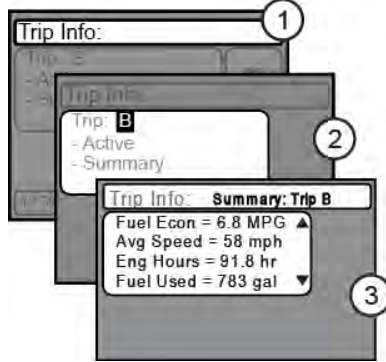 1
Trip Info:
Trip: B
2
Trip Info:
Trip: B
- Active
- Summary
3
Trip Info: Summary: Trip B
Fuel Econ = 6.8 MPG ▲
Avg Speed = 58 mph
Eng Hours = 91.8 hr
Fuel Used = 783 gal ▼